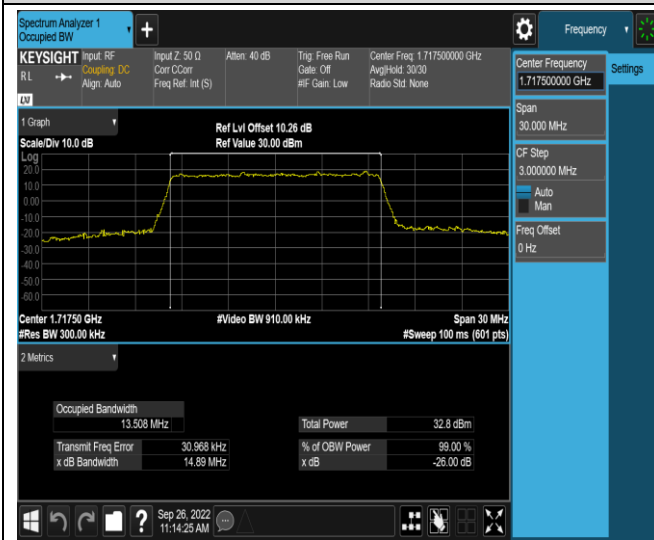 Spectrum Analyzer 1
Occupied BW
+
Frequency
KEYSIGHT Input: RF Input Z: 50 Ω Atten: 40 dB Trig: Free Run Center Freq: 1.717500000 GHz
RL Coupling: DC Corr CCorr Gate: Off Avg|Hold: 30/30
Align: Auto Freq Ref: Int (S) #IF Gain: Low Radio Std: None
LXI
1 Graph
Ref Lvl Offset 10.26 dB
Scale/Div 10.0 dB Ref Value 30.00 dBm
Log
20.0
10.0
0.00
-10.0
-20.0
-30.0
-40.0
-50.0
-60.0
Center 1.71750 GHz #Video BW 910.00 kHz Span 30 MHz
#Res BW 300.00 kHz #Sweep 100 ms (601 pts)
2 Metrics
Occupied Bandwidth
13.508 MHz
Total Power 32.8 dBm
Transmit Freq Error 30.968 kHz % of OBW Power 99.00 %
x dB Bandwidth 14.89 MHz x dB -26.00 dB
?
Sep 26, 2022
11:14:25 AM
Center Frequency
1.717500000 GHz
Settings
Span
30.000 MHz
CF Step
3.000000 MHz
Auto
Man
Freq Offset
0 Hz